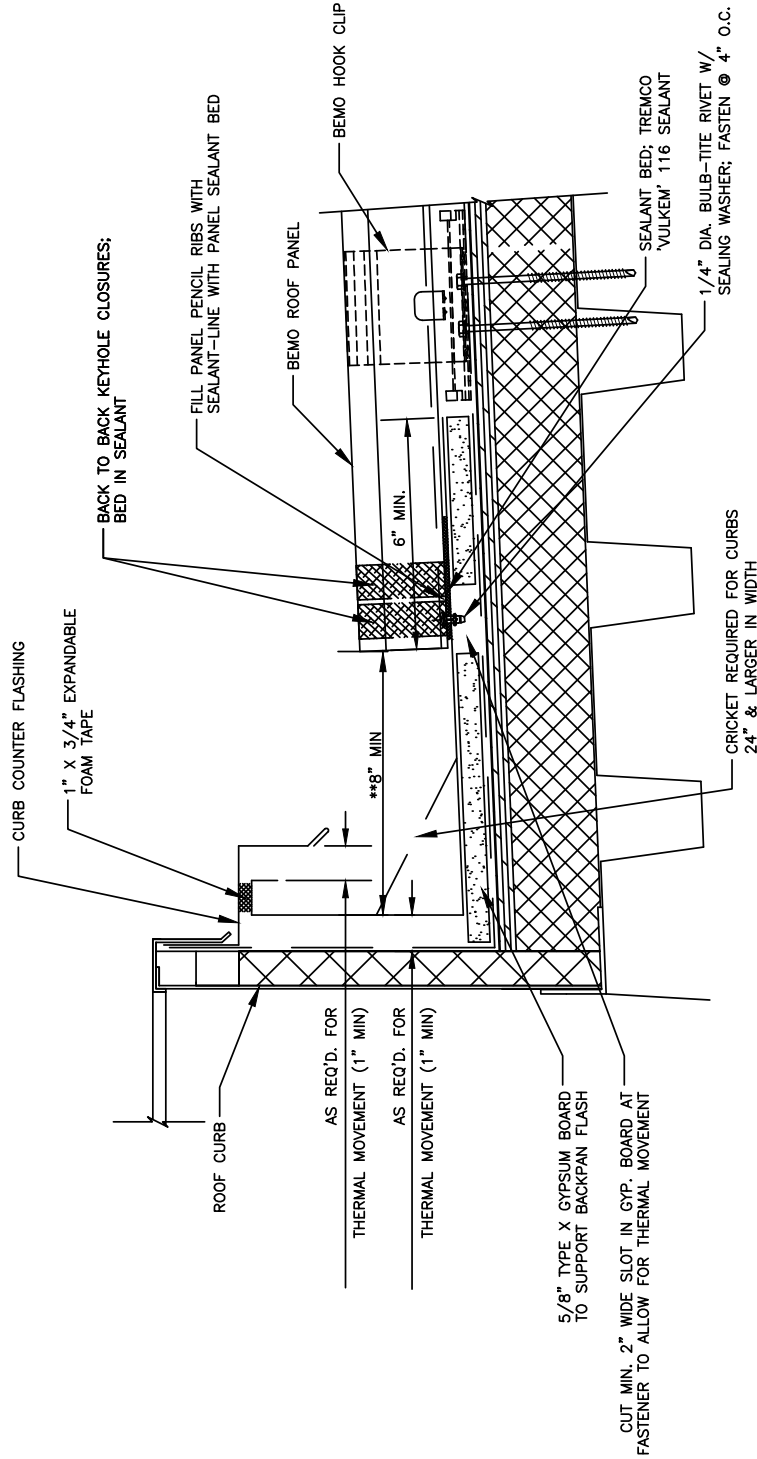 CURB COUNTER FLASHING
1" X 3/4" EXPANDABLE
FOAM TAPE
BACK TO BACK KEYHOLE CLOSURES;
BED IN SEALANT
FILL PANEL PENCIL RIBS WITH
SEALANT-LINE WITH PANEL SEALANT BED
BEMO ROOF PANEL
BEMO HOOK CLIP
ROOF CURB
**8" MIN
6" MIN.
AS REQ'D. FOR
THERMAL MOVEMENT (1" MIN)
AS REQ'D. FOR
THERMAL MOVEMENT (1" MIN)
5/8" TYPE X GYPSUM BOARD
TO SUPPORT BACKPAN FLASH
CUT MIN. 2" WIDE SLOT IN GYP. BOARD AT
FASTENER TO ALLOW FOR THERMAL MOVEMENT
CRICKET REQUIRED FOR CURBS
24" & LARGER IN WIDTH
SEALANT BED; TREMCO
'VULKEM' 116 SEALANT
1/4" DIA. BULB-TITE RIVET W/
SEALING WASHER; FASTEN @ 4" O.C.